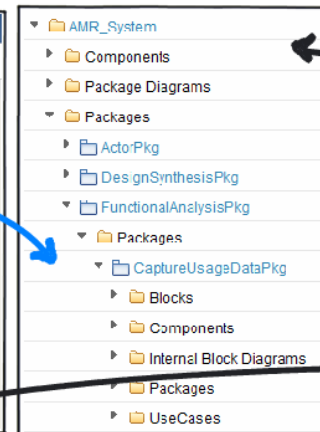 AMR_System
Components
Package Diagrams
Packages
ActorPkg
DesignSynthesisPkg
FunctionalAnalysisPkg
Packages
CaptureUsageDataPkg
Blocks
Components
Internal Block Diagrams
Packages
UseCases